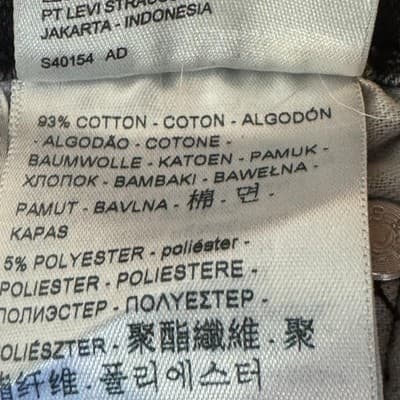 PT LEVI STRAUSS
JAKARTA - INDONESIA
S40154 AD
93% COTTON - COTON - ALGODÓN
- ALGODÃO - COTONE -
BAUMWOLLE - KATOEN - PAMUK -
ХЛОПОК - BAMBAKI - BAWEŁNA -
PAMUT - BAVLNA - 棉 - 면 -
KAPAS
5% POLYESTER - poliéster -
POLIESTER - POLIESTERE -
ПОЛИЭСТЕР - ΠΟΛΥΕΣΤΕΡ -
POLIÉSZTER - 聚酯纖維 - 聚
酯纤维 - 폴리에스터